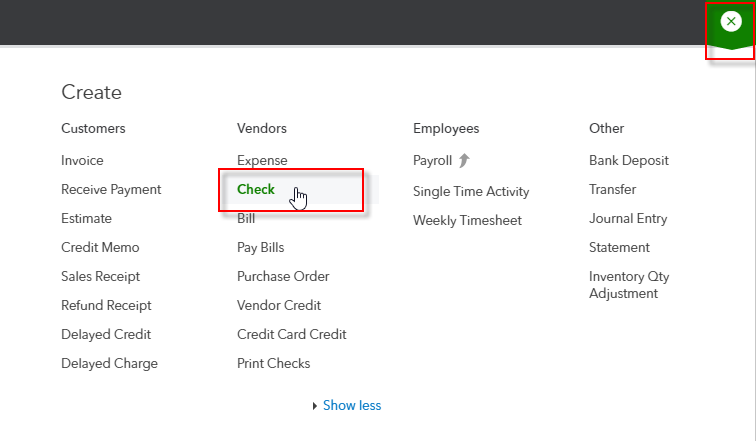 Create
Customers
Invoice
Receive Payment
Estimate
Credit Memo
Sales Receipt
Refund Receipt
Delayed Credit
Delayed Charge
Vendors
Expense
Check
Bill
Pay Bills
Purchase Order
Vendor Credit
Credit Card Credit
Print Checks
Employees
Payroll
Single Time Activity
Weekly Timesheet
Other
Bank Deposit
Transfer
Journal Entry
Statement
Inventory Qty
Adjustment
Show less